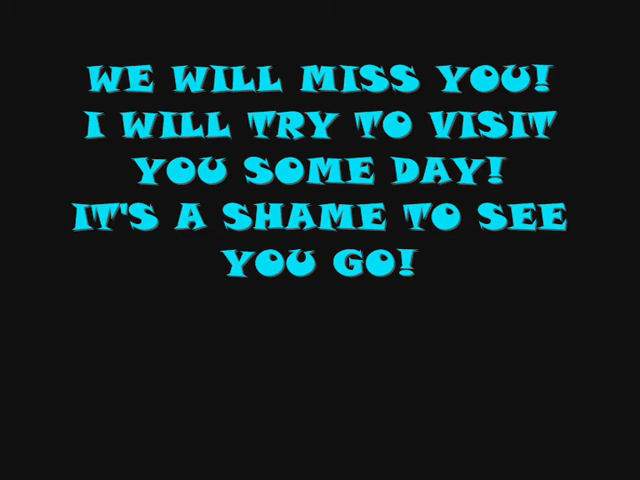 WE WILL MISS YOU!
I WILL TRY TO VISIT
YOU SOME DAY!
IT'S A SHAME TO SEE
YOU GO!